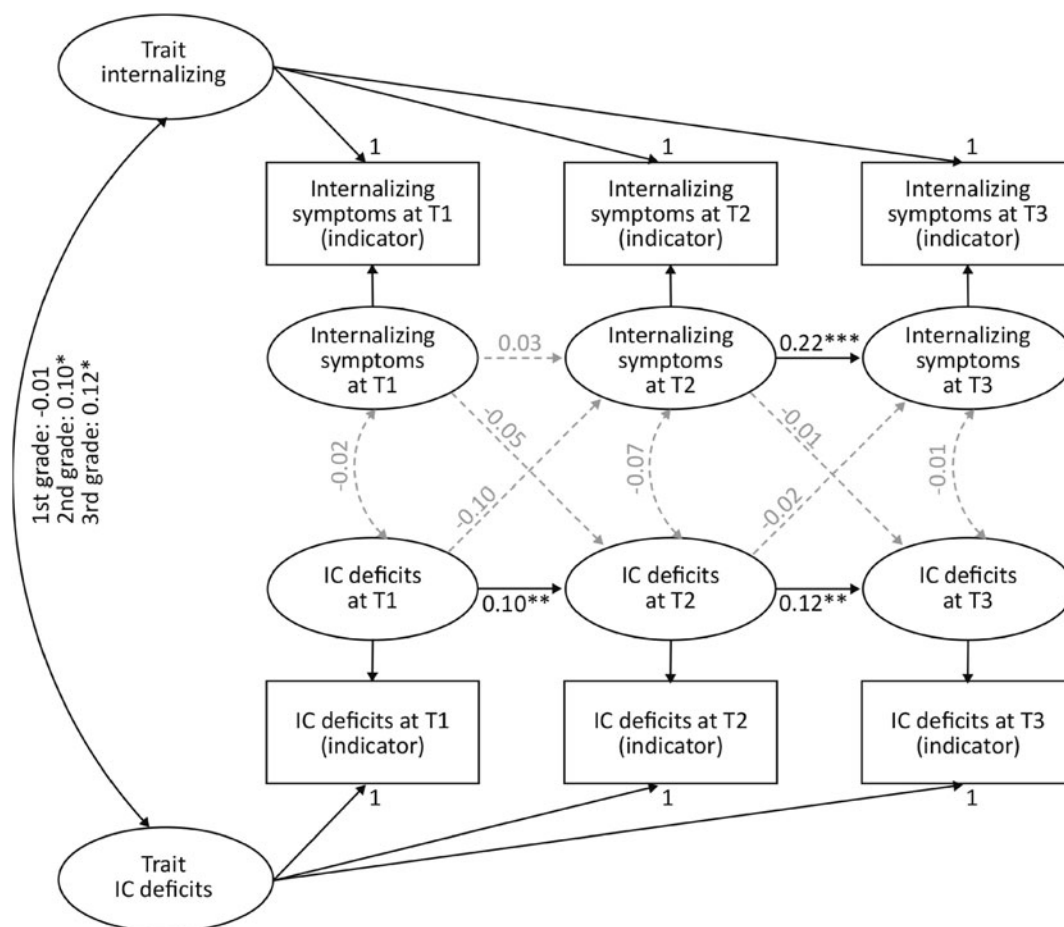 Trait
internalizing
1 1 1
Internalizing
symptoms at T1
(indicator)
Internalizing
symptoms at T2
(indicator)
Internalizing
symptoms at T3
(indicator)
Internalizing
symptoms
at T1
0.03
Internalizing
symptoms
at T2
0.22***
Internalizing
symptoms
at T3
1st grade: -0.01
2nd grade: 0.10*
3rd grade: 0.12*
-0.02
-0.05
-0.10
-0.07
-0.01
-0.02
-0.01
IC deficits
at T1
0.10**
IC deficits
at T2
0.12**
IC deficits
at T3
IC deficits at T1
(indicator)
IC deficits at T2
(indicator)
IC deficits at T3
(indicator)
1 1 1
Trait
IC deficits